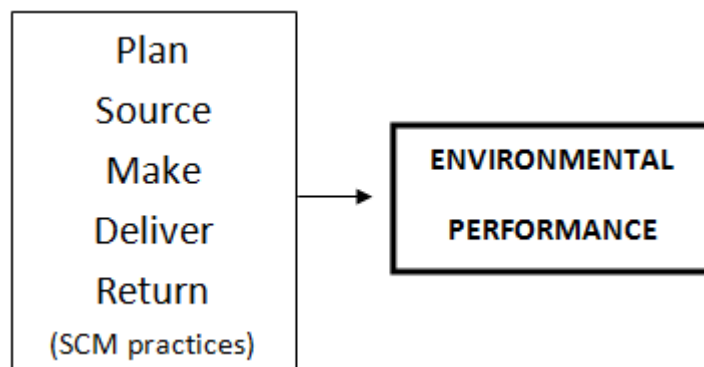 Plan
Source
Make
Deliver
Return
(SCM practices)
ENVIRONMENTAL
PERFORMANCE